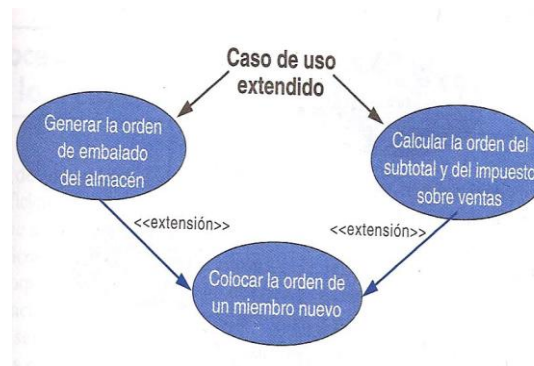 Caso de uso
extendido
Generar la orden
de embalado
del almacén
Calcular la orden del
subtotal y del impuesto
sobre ventas
<<extensión>>
<<extensión>>
Colocar la orden de
un miembro nuevo